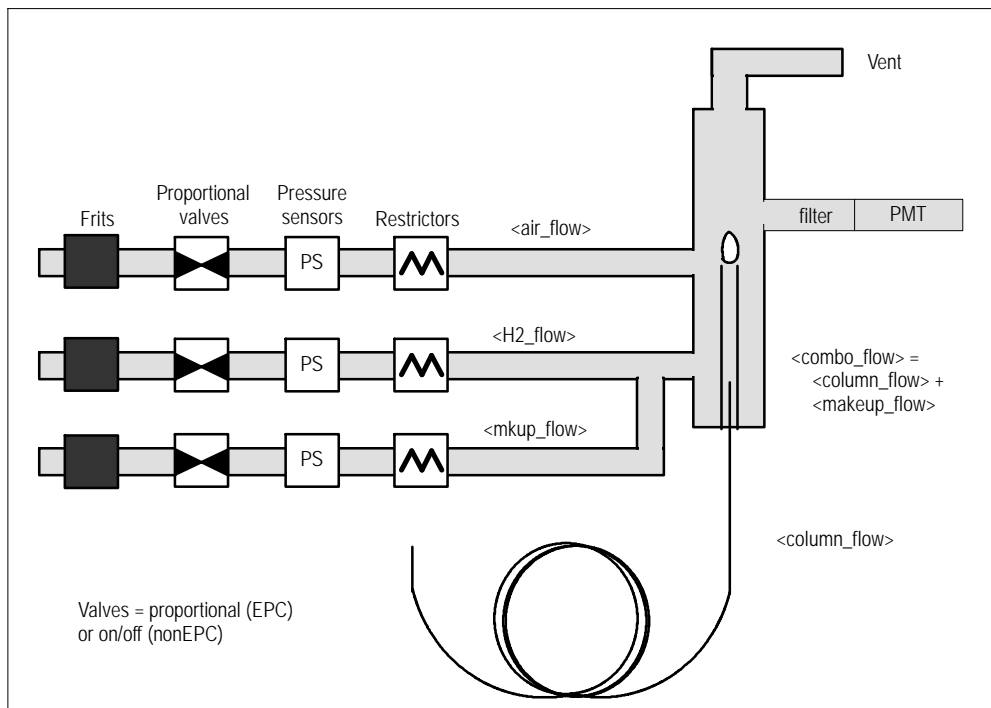 Vent
Proportional
valves
Pressure
sensors
Frits
Restrictors
<air_flow>
filter
PMT
PS
<H2_flow>
PS
<combo_flow> =
<column_flow> +
<makeup_flow>
<mkup_flow>
PS
<column_flow>
Valves = proportional (EPC)
or on/off (nonEPC)